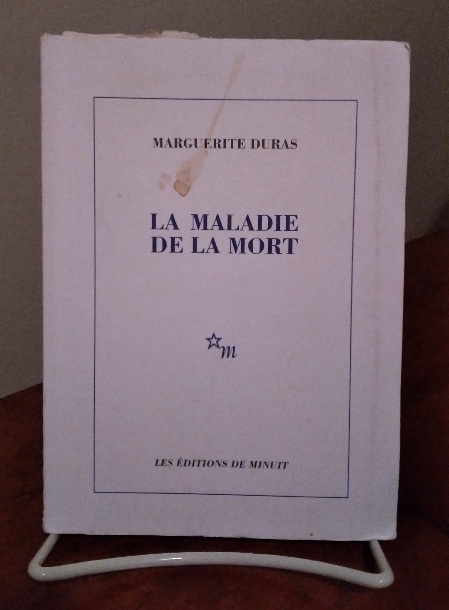 MARGUERITE DURAS
LA MALADIE
DE LA MORT
m
LES ÉDITIONS DE MINUIT